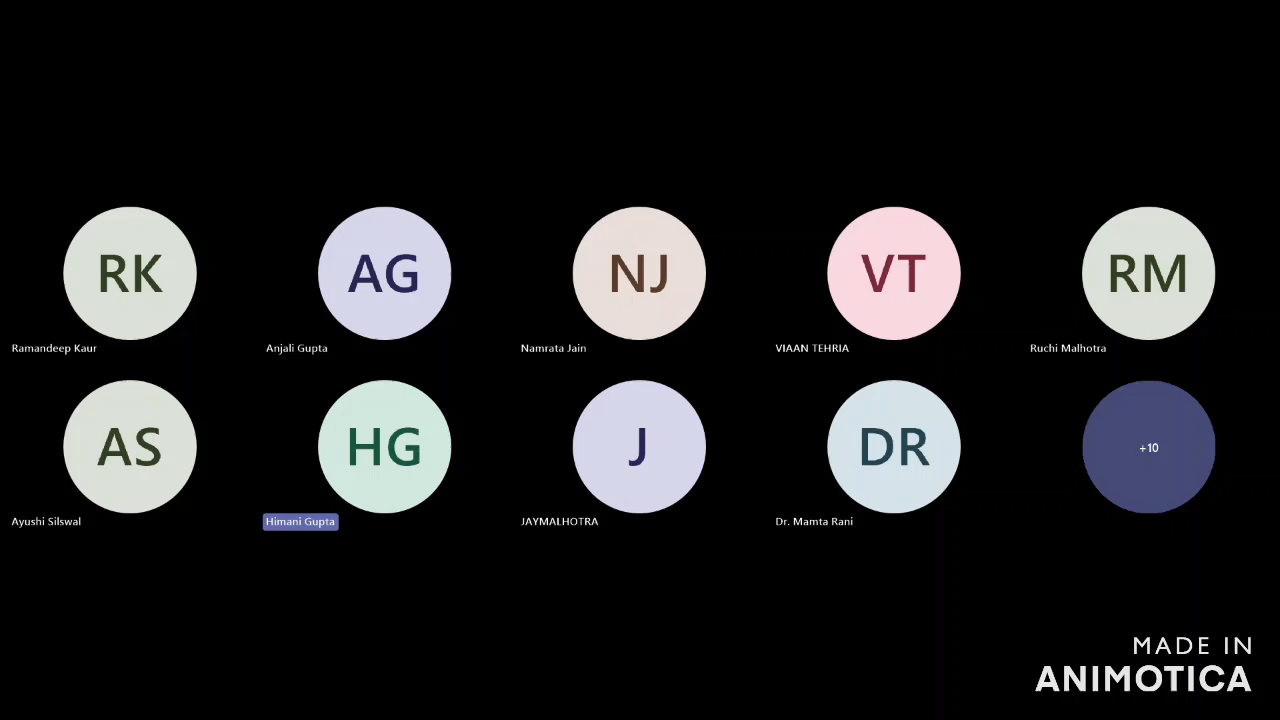 RK
AG
NJ
VT
RM
Ramandeep Kaur
Anjali Gupta
Namrata Jain
VIAAN TEHRIA
Ruchi Malhotra
AS
HG
J
DR
+10
Ayushi Silswal
Himani Gupta
JAYMALHOTRA
Dr. Mamta Rani
MADE IN
ANIMOTICA